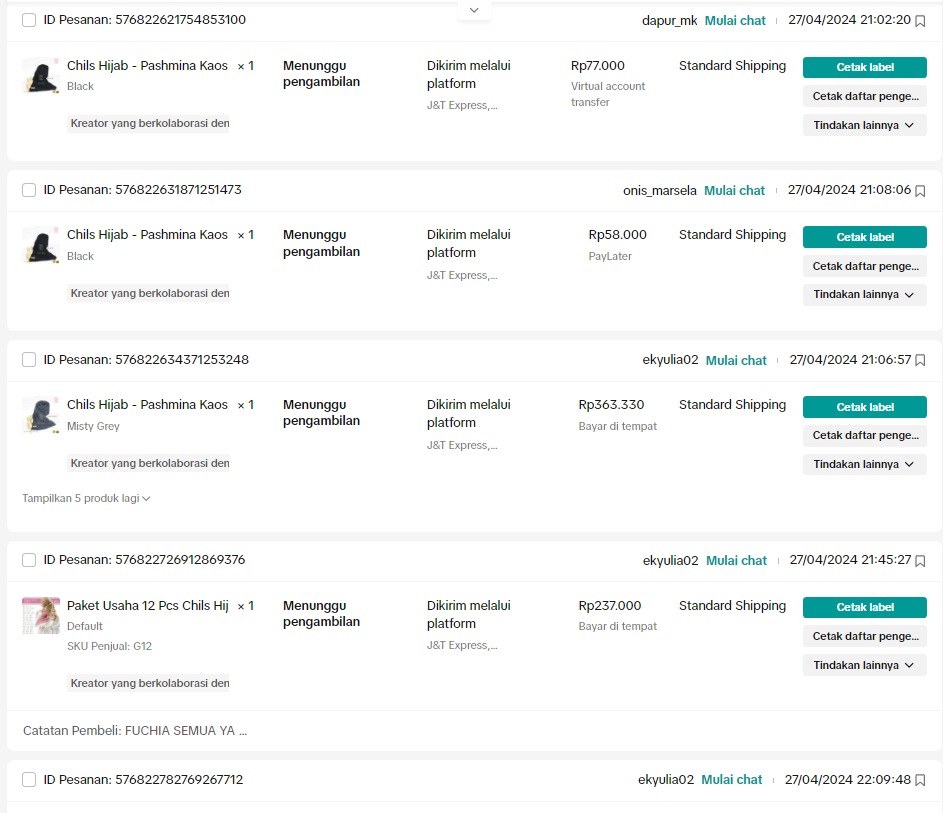 ID Pesanan: 576822621754853100 dapur_mk Mulai chat 27/04/2024 21:02:20
Chils Hijab - Pashmina Kaos × 1
Black
Kreator yang berkolaborasi den
Menunggu
pengambilan
Dikirim melalui
platform
J&T Express,...
Rp77.000
Virtual account
transfer
Standard Shipping
Cetak label
Cetak daftar penge...
Tindakan lainnya
ID Pesanan: 576822631871251473 onis_marsela Mulai chat 27/04/2024 21:08:06
Chils Hijab - Pashmina Kaos × 1
Black
Kreator yang berkolaborasi den
Menunggu
pengambilan
Dikirim melalui
platform
J&T Express,...
Rp58.000
PayLater
Standard Shipping
Cetak label
Cetak daftar penge...
Tindakan lainnya
ID Pesanan: 576822634371253248 ekyulia02 Mulai chat 27/04/2024 21:06:57
Chils Hijab - Pashmina Kaos × 1
Misty Grey
Kreator yang berkolaborasi den
Menunggu
pengambilan
Dikirim melalui
platform
J&T Express,...
Rp363.330
Bayar di tempat
Standard Shipping
Cetak label
Cetak daftar penge...
Tindakan lainnya
Tampilkan 5 produk lagi
ID Pesanan: 576822726912869376 ekyulia02 Mulai chat 27/04/2024 21:45:27
Paket Usaha 12 Pcs Chils Hij × 1
Default
SKU Penjual: G12
Kreator yang berkolaborasi den
Menunggu
pengambilan
Dikirim melalui
platform
J&T Express,...
Rp237.000
Bayar di tempat
Standard Shipping
Cetak label
Cetak daftar penge...
Tindakan lainnya
Catatan Pembeli: FUCHIA SEMUA YA ...
ID Pesanan: 576822782769267712 ekyulia02 Mulai chat 27/04/2024 22:09:48